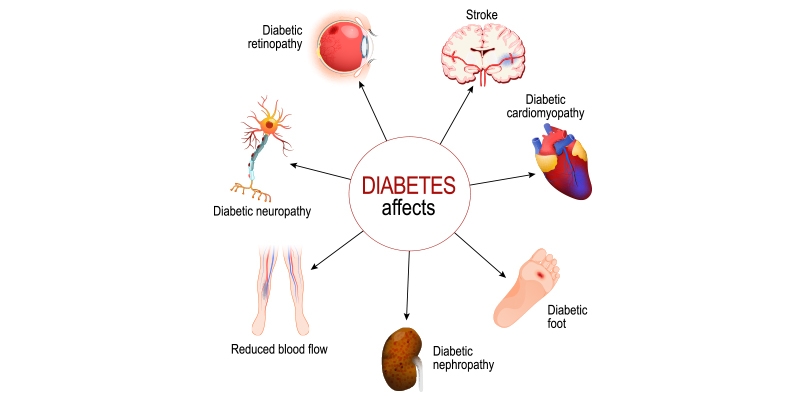 Stroke
Diabetic
retinopathy
Diabetic
cardiomyopathy
DIABETES
affects
Diabetic neuropathy
Diabetic
foot
Reduced blood flow
Diabetic
nephropathy